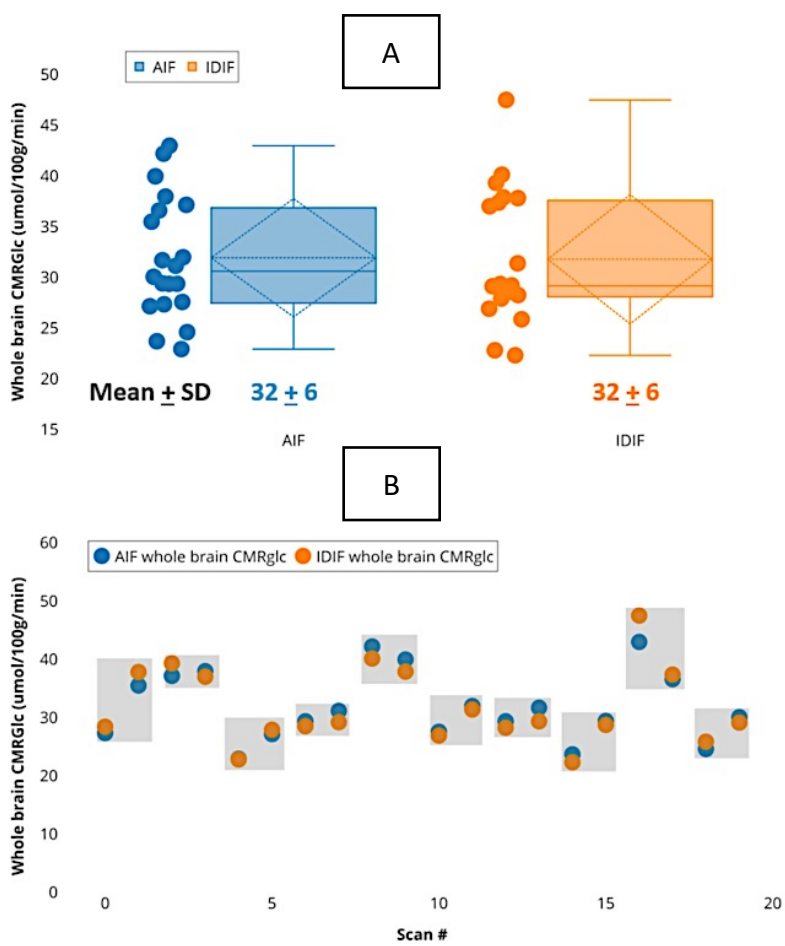 A
AIF IDIF
Whole brain CMRGlc (umol/100g/min)
50
45
40
35
30
25
20
15
Mean ± SD 32 ± 6 32 ± 6
AIF IDIF
B
AIF whole brain CMRglc IDIF whole brain CMRglc
Whole brain CMRGlc (umol/100g/min)
60
50
40
30
20
10
0
0 5 10 15 20
Scan #